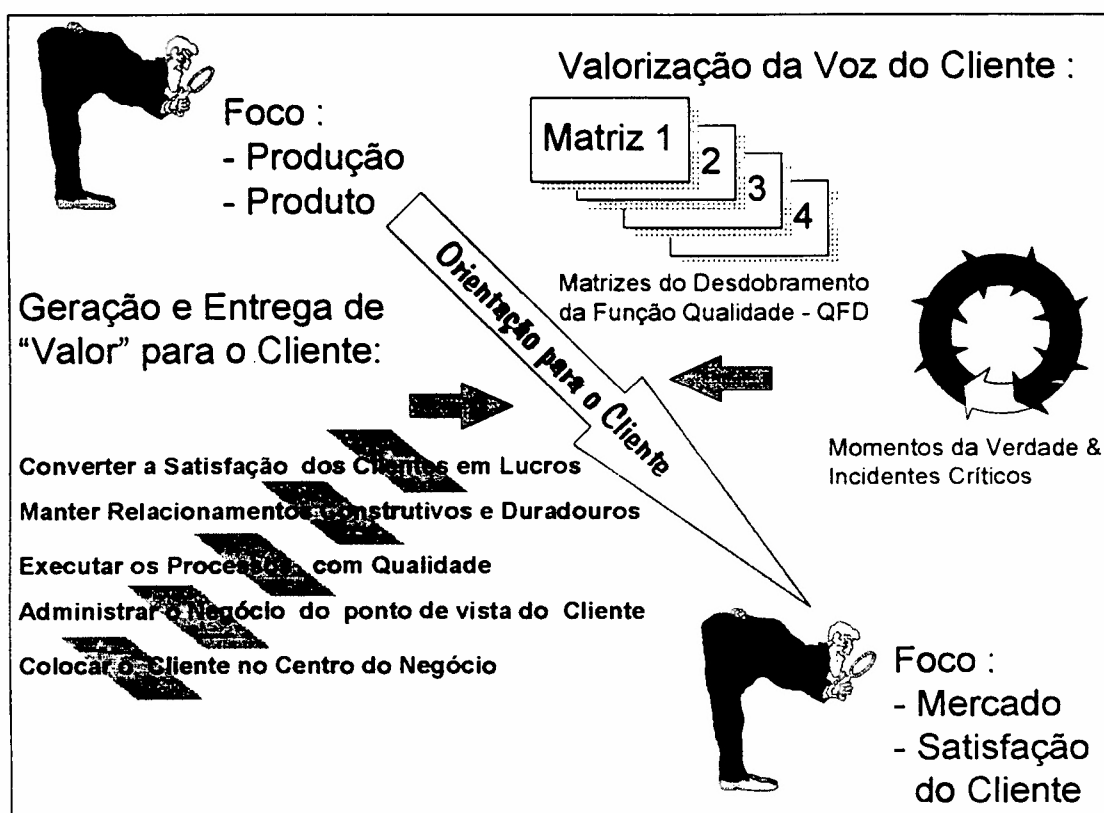 Foco :
- Produção
- Produto
Valorização da Voz do Cliente :
Matriz 1
2
3
4
Matrizes do Desdobramento
da Função Qualidade - QFD
Orientação para o Cliente
Geração e Entrega de
“Valor” para o Cliente:
Converter a Satisfação dos Clientes em Lucros
Manter Relacionamentos Construtivos e Duradouros
Executar os Processos com Qualidade
Administrar o Negócio do ponto de vista do Cliente
Colocar o Cliente no Centro do Negócio
Momentos da Verdade &
Incidentes Críticos
Foco :
- Mercado
- Satisfação
do Cliente